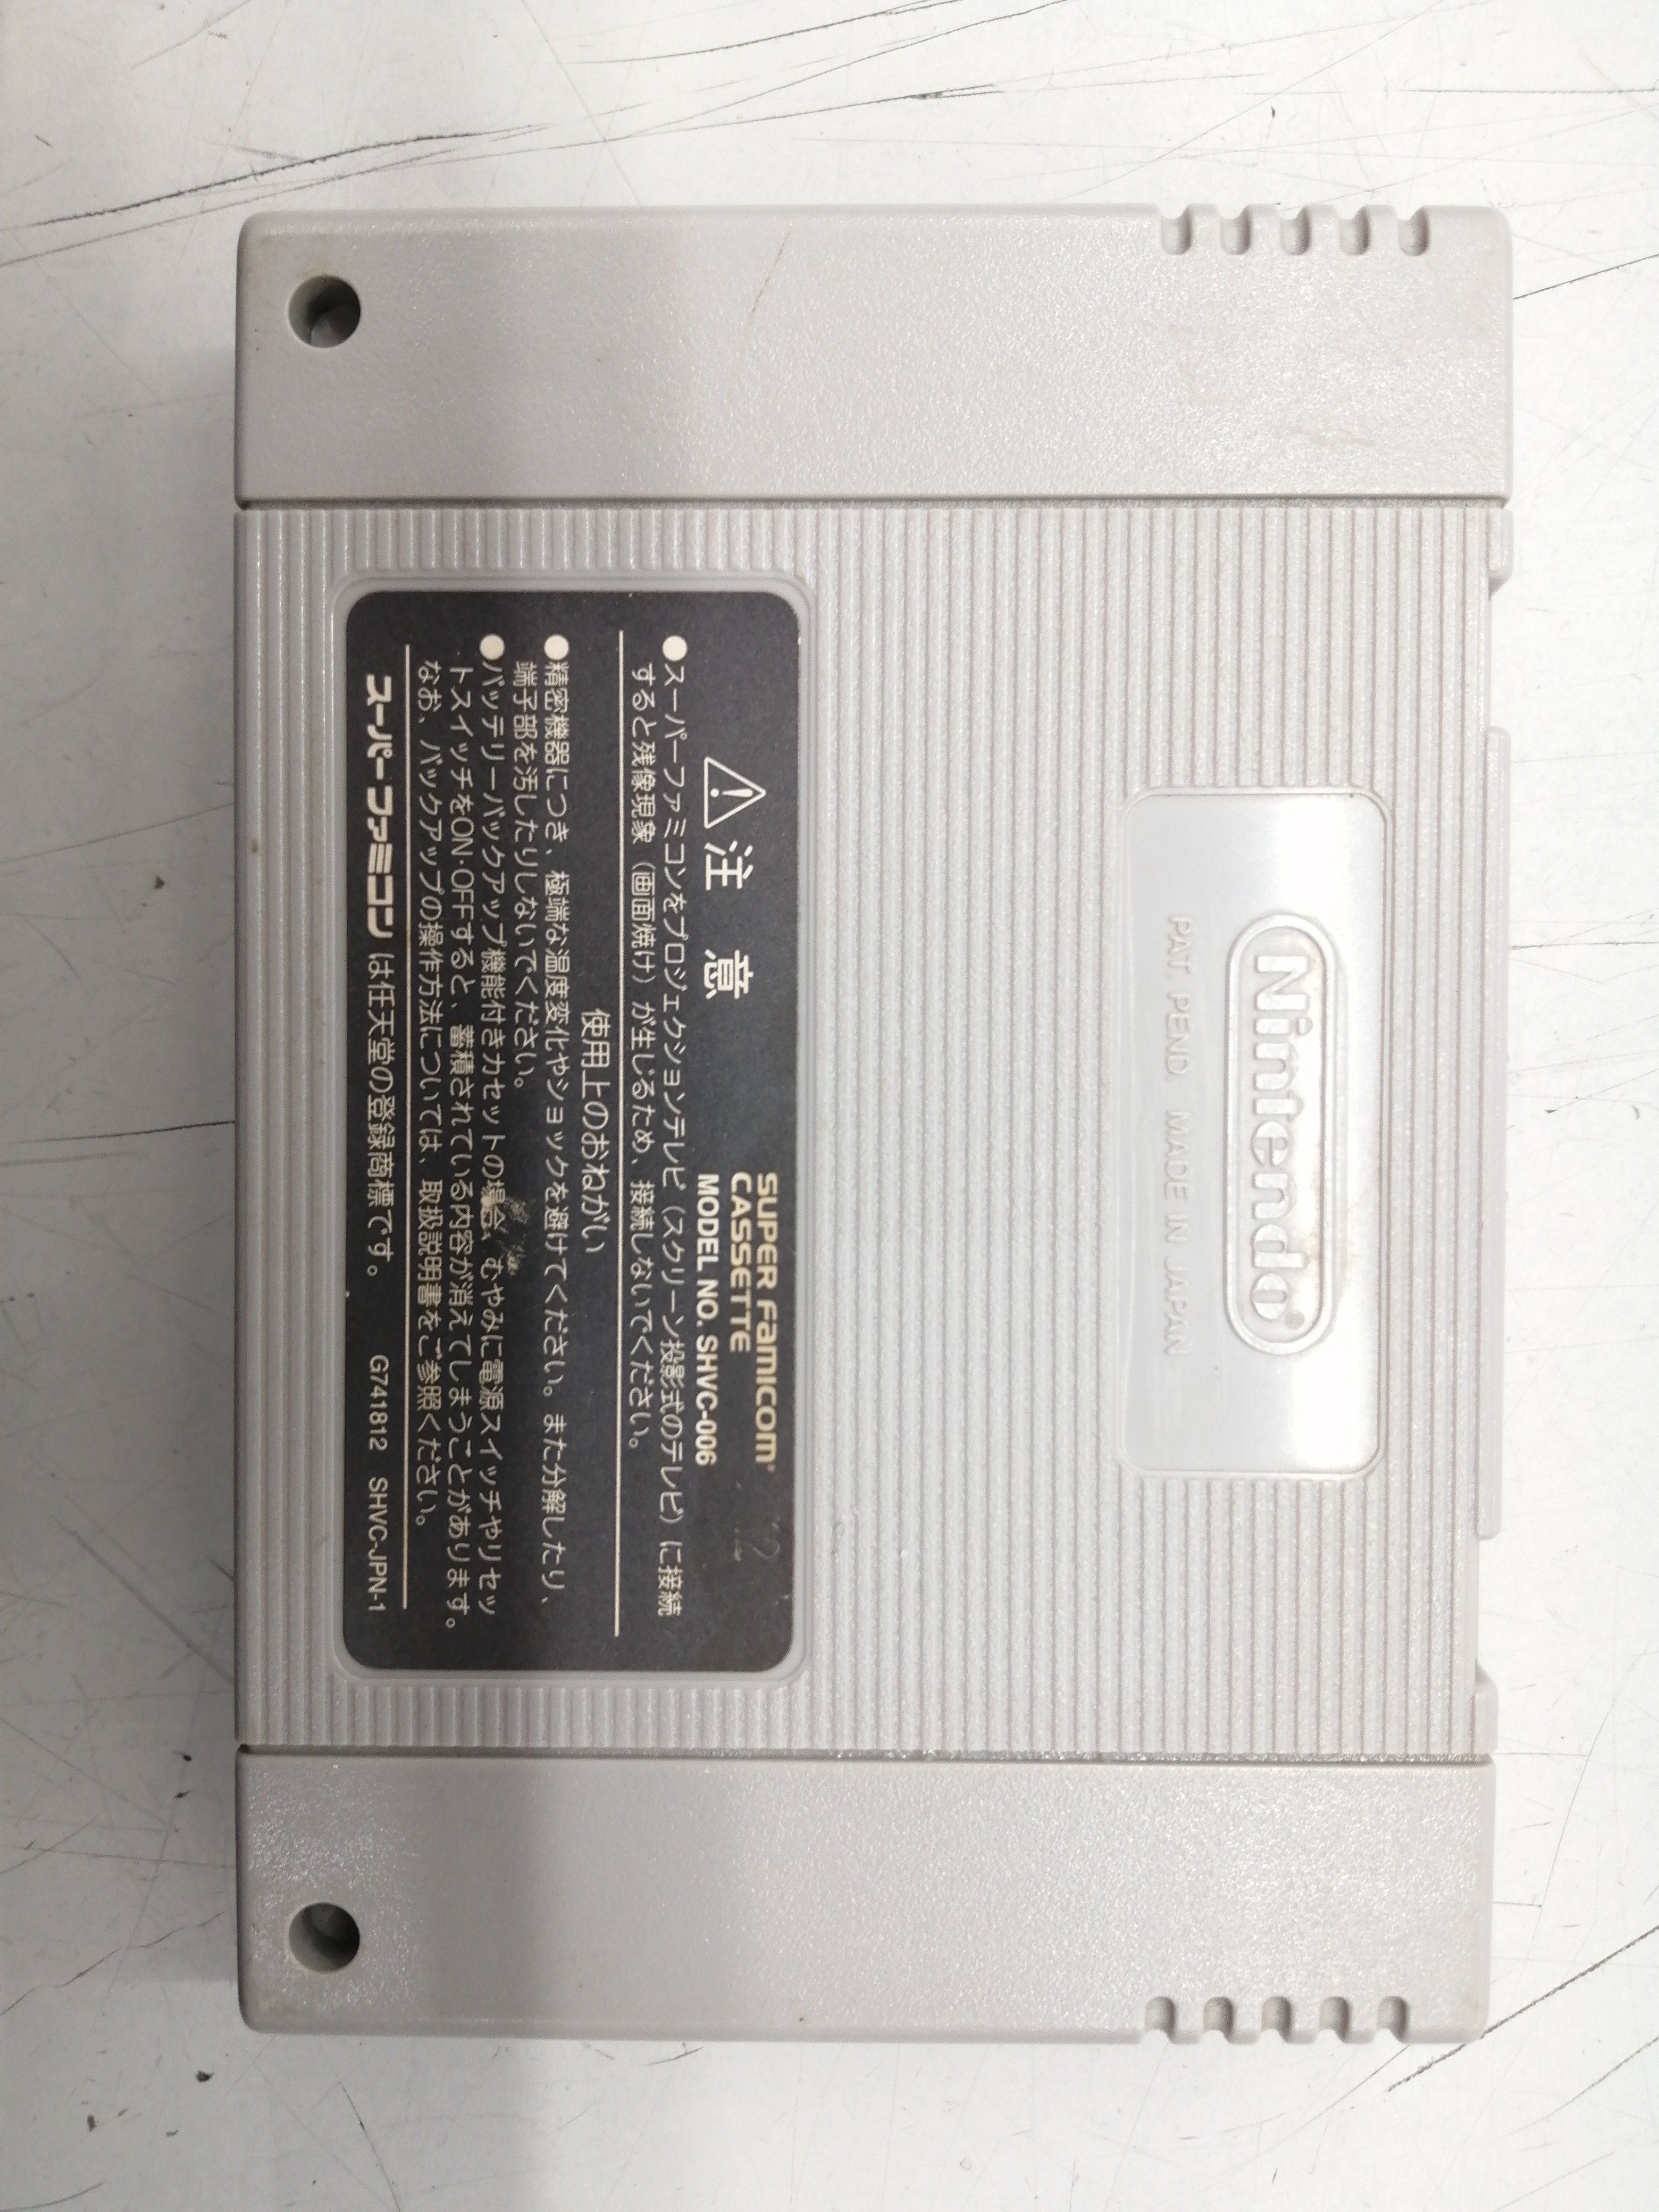 Nintendo®
PAT. PEND. MADE IN JAPAN
SUPER Famicom®
CASSETTE
注 意
MODEL NO. SHVC-006
●スーパーファミコンをプロジェクションテレビ(スクリーン投影式のテレビ)に接続
すると残像現象(画面焼け)が生じるため、接続しないでください。
使用上のおねがい
●精密機器につき、極端な温度変化やショックを避けてください。また分解したり、
端子部を汚したりしないでください。
●バッテリーバックアップ機能付きカセットの場合、むやみに電源スイッチやリセッ
トスイッチをON・OFFすると、蓄積されている内容が消えてしまうことがあります。
なお、バックアップの操作方法については、取扱説明書をご参照ください。
スーパーファミコンは任天堂の登録商標です。 G741812 SHVC-JPN-1